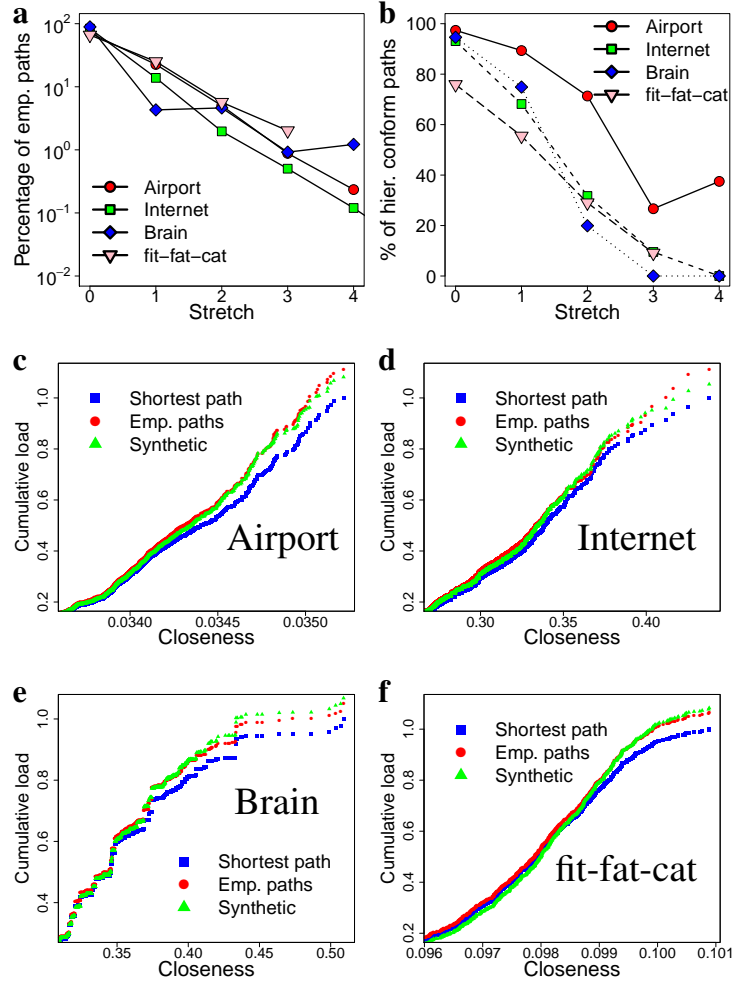 a
Percentage of emp. paths
10^2
10^1
10^0
10^−1
10^−2
Airport
Internet
Brain
fit−fat−cat
0 1 2 3 4
Stretch
b
% of hier. conform paths
100
80
60
40
20
0
Airport
Internet
Brain
fit−fat−cat
0 1 2 3 4
Stretch
c
Cumulative load
1.0
0.8
0.6
0.4
0.2
Shortest path
Emp. paths
Synthetic
Airport
0.0340 0.0345 0.0350
Closeness
d
Cumulative load
1.0
0.8
0.6
0.4
0.2
Shortest path
Emp. paths
Synthetic
Internet
0.30 0.35 0.40
Closeness
e
Cumulative load
1.0
0.8
0.6
0.4
Brain
Shortest path
Emp. paths
Synthetic
0.35 0.40 0.45 0.50
Closeness
f
Cumulative load
1.0
0.8
0.6
0.4
0.2
Shortest path
Emp. paths
Synthetic
fit-fat-cat
0.096 0.097 0.098 0.099 0.100 0.101
Closeness